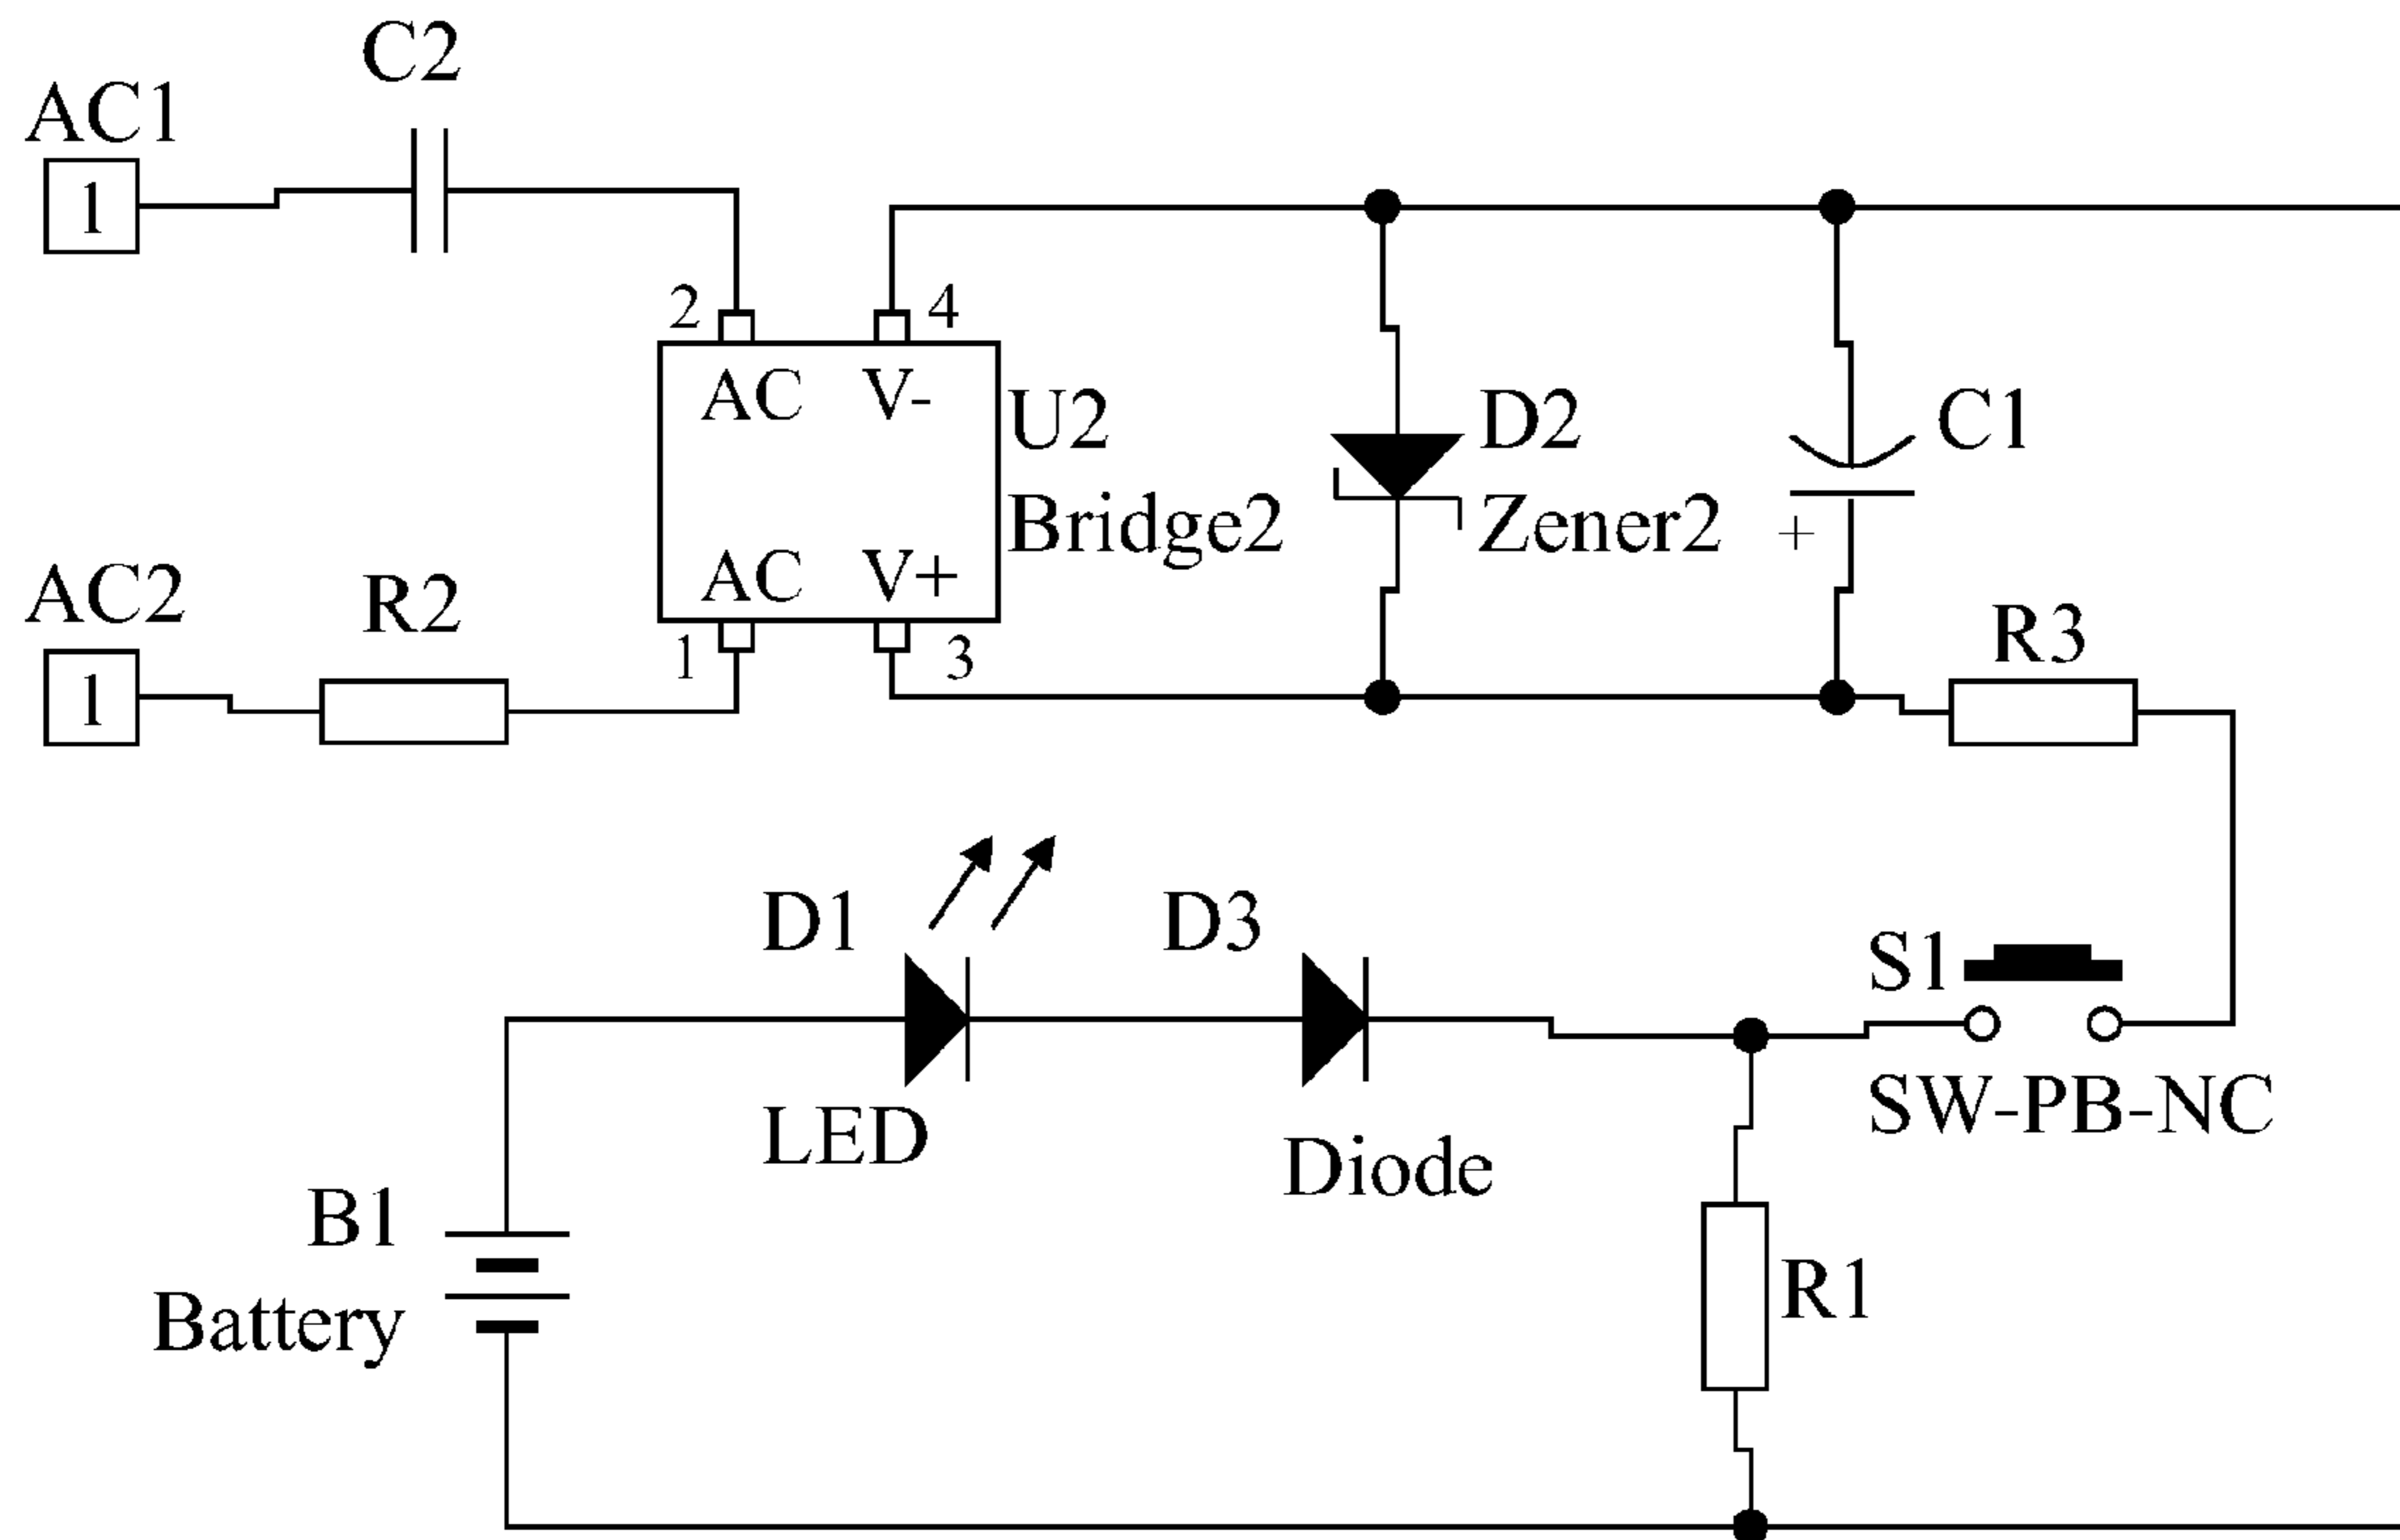 C2
AC1
1
2
4
AC
V-
U2
D2
C1
Bridge2
Zener2
+
AC
V+
AC2
R2
1
3
R3
1
D1
D3
S1
LED
SW-PB-NC
Diode
B1
Battery
R1